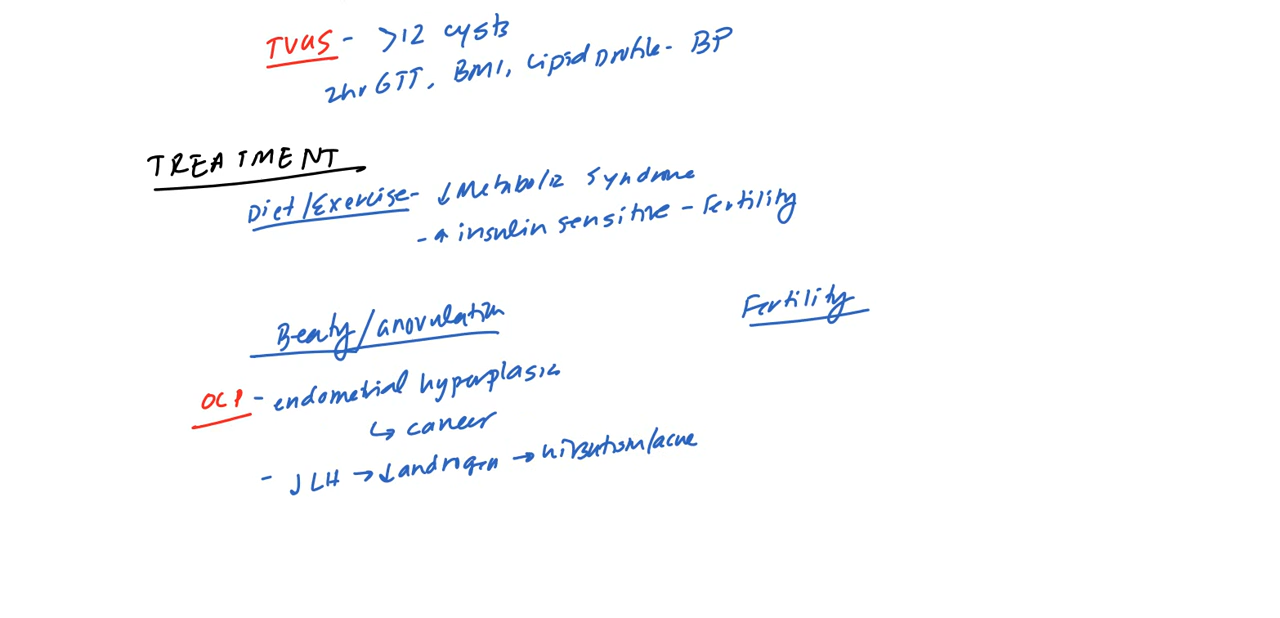 TVUS - >12 cysts
2hr GTT, BMI, Lipid Profile - BP
TREATMENT
Diet/Exercise - ↓ Metabolic Syndrome
- ↑ insulin sensitive - Fertility
Beaty/anovulation
Fertility
OCP - endometrial hyperplasia
↳ cancer
- ↓ LH → ↓ androgen → hirsutism/acne